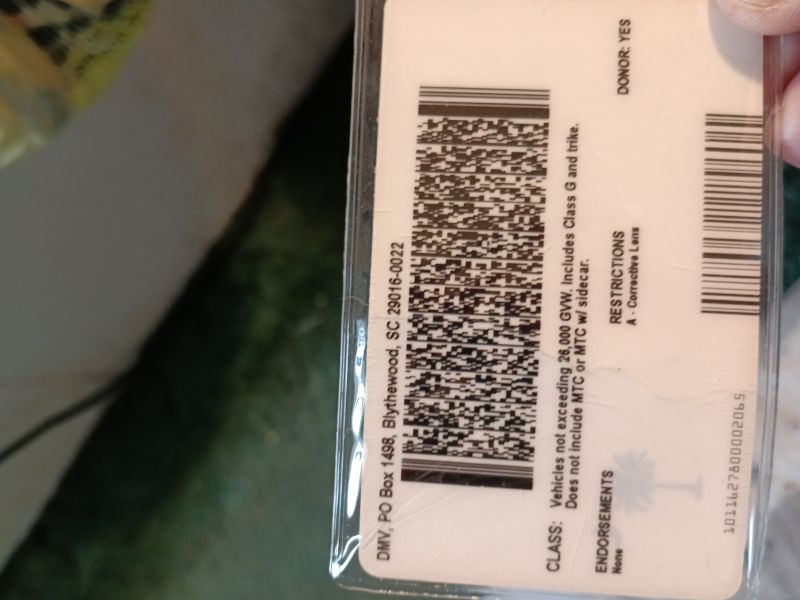 DMV, PO Box 1498, Blythewood, SC 29016-0022
CLASS: Vehicles not exceeding 26,000 GVW. Includes Class G and trike.
Does not include MTC or MTC w/ sidecar.
ENDORSEMENTS
None
RESTRICTIONS
A - Corrective Lens
DONOR: YES
1011627800002065